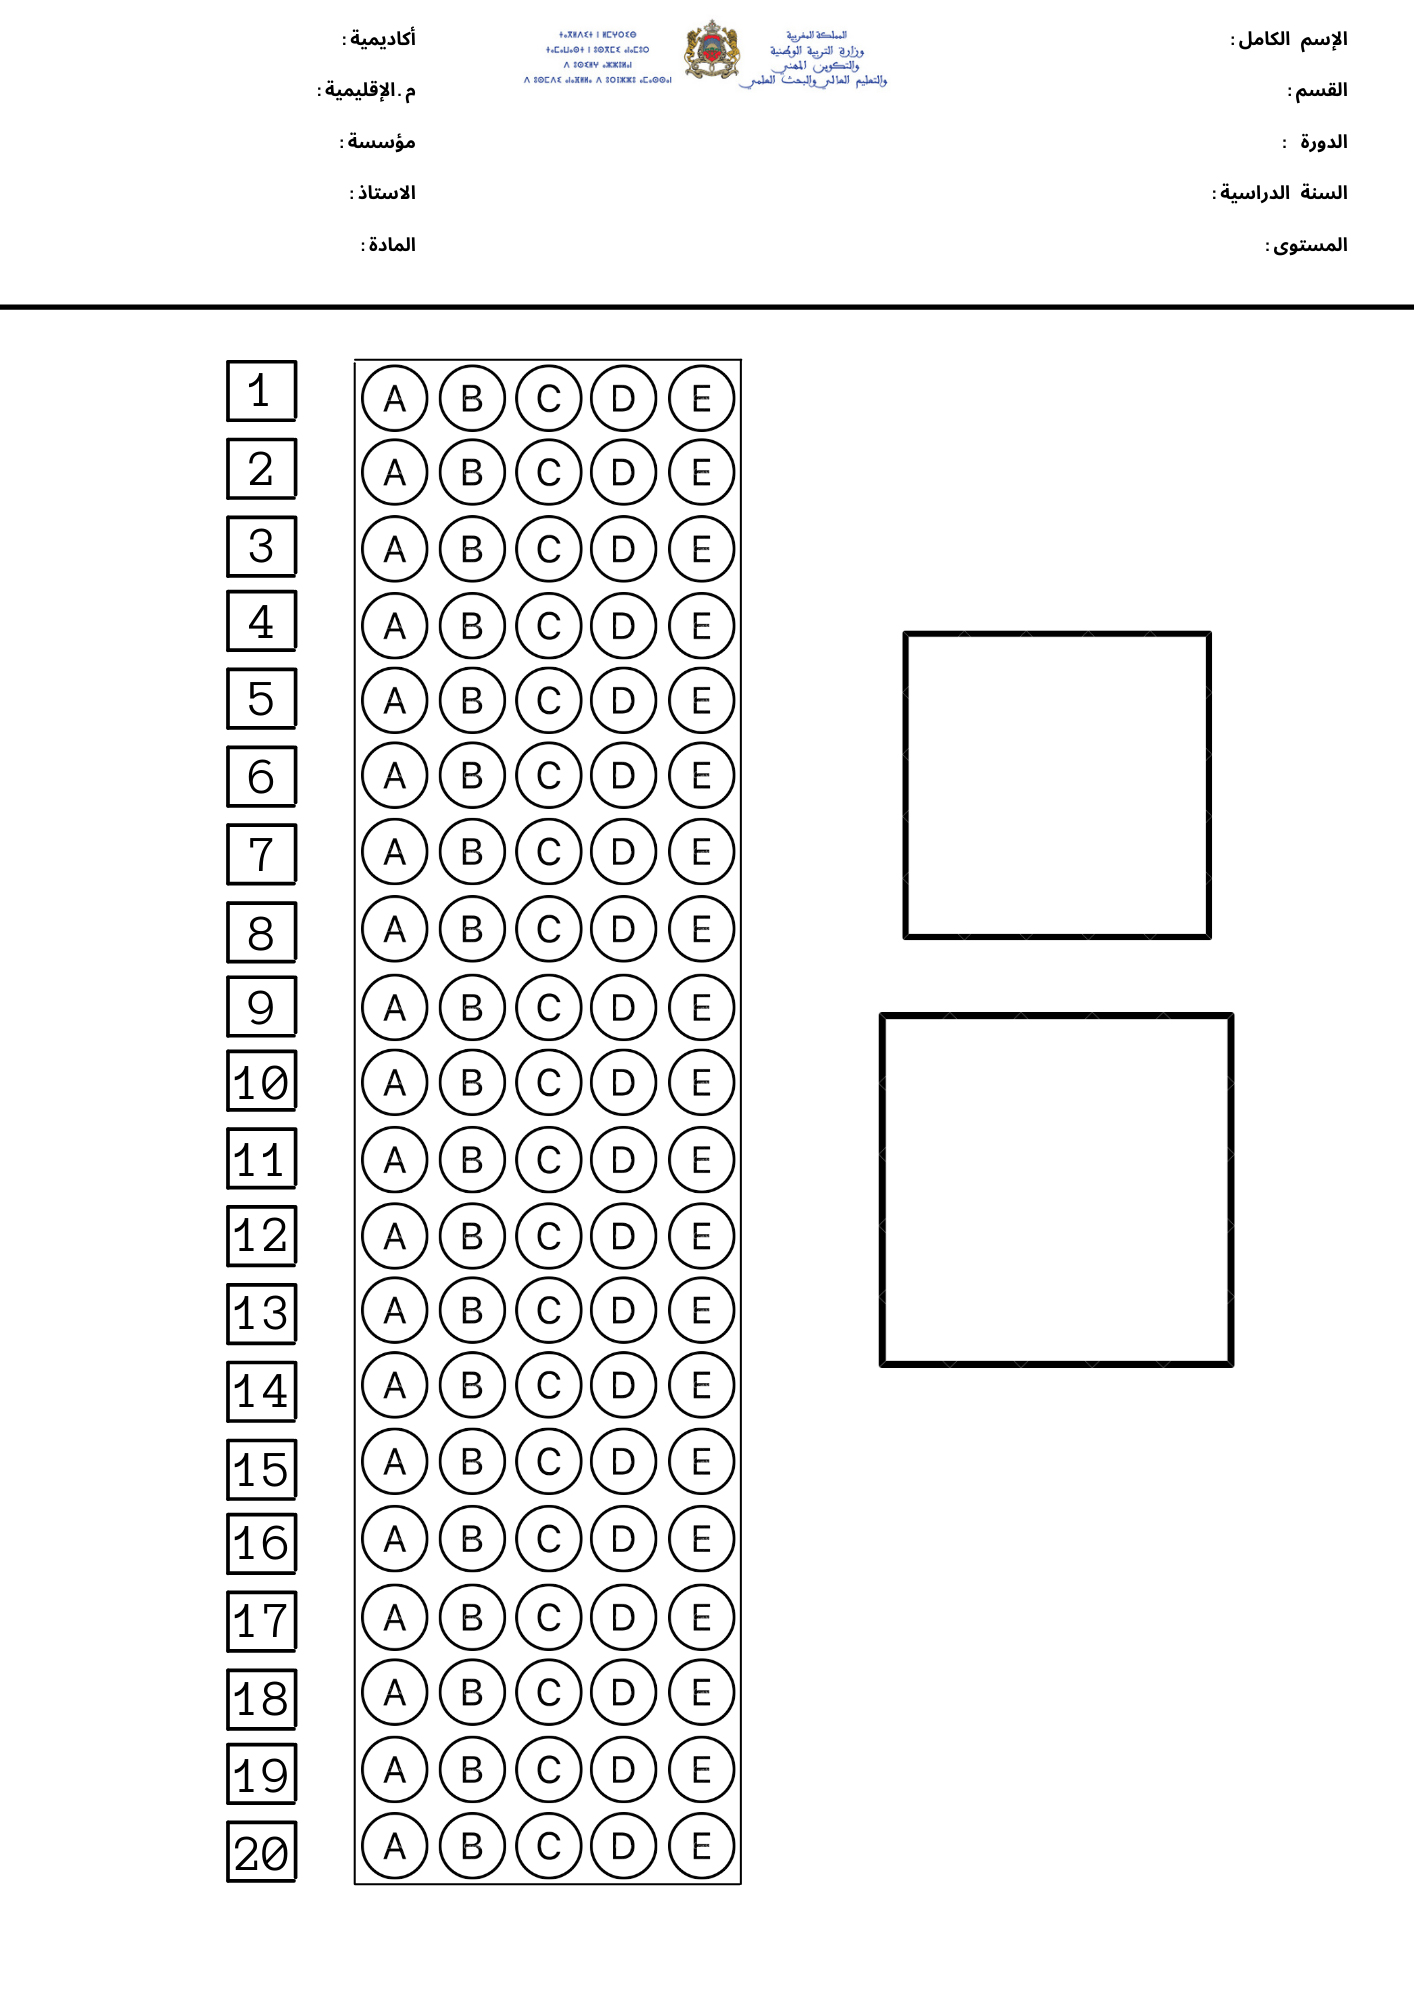 الإسم الكامل :
القسم :
الدورة :
السنة الدراسية :
المستوى :
المملكة المغربية
وزارة التربية الوطنية
والتكوين المهني
والتعليم العالي والبحث العلمي
ⵜⴰⴳⵍⴷⵉⵜ ⵏ ⵍⵎⵖⵔⵉⴱ
أكاديمية :
م.الإقليمية :
مؤسسة :
الاستاذ :
المادة :
1 A B C D E
2 A B C D E
3 A B C D E
4 A B C D E
5 A B C D E
6 A B C D E
7 A B C D E
8 A B C D E
9 A B C D E
10 A B C D E
11 A B C D E
12 A B C D E
13 A B C D E
14 A B C D E
15 A B C D E
16 A B C D E
17 A B C D E
18 A B C D E
19 A B C D E
20 A B C D E